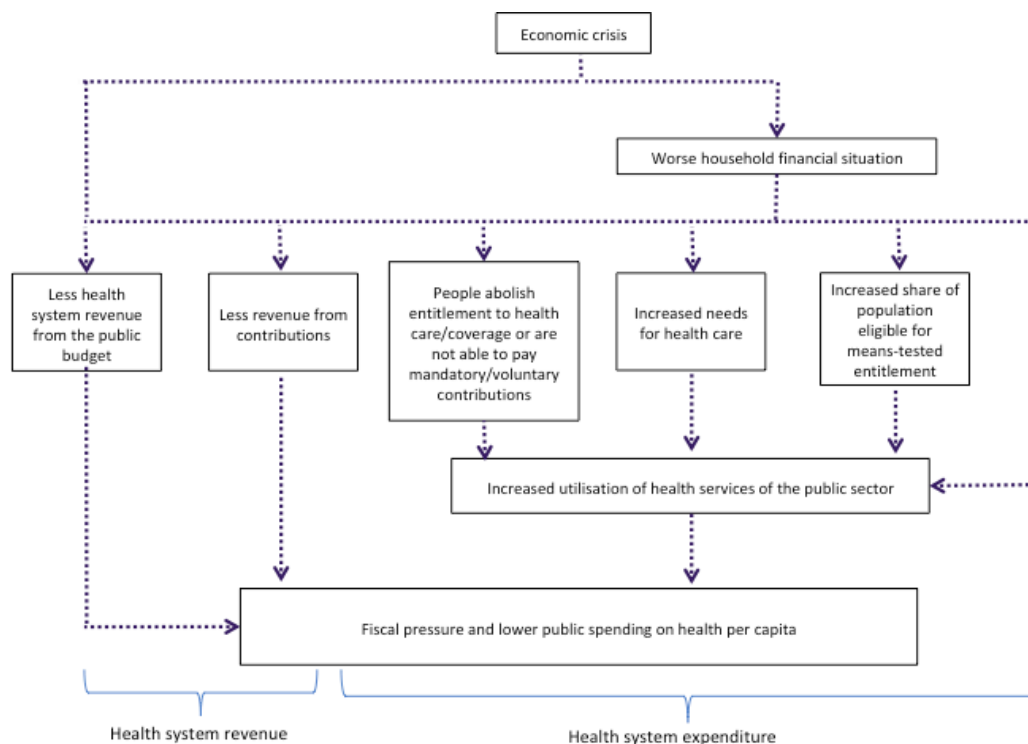 Economic crisis
Worse household financial situation
Less health
system revenue
from the public
budget
Less revenue from
contributions
People abolish
entitlement to health
care/coverage or are
not able to pay
mandatory/voluntary
contributions
Increased needs
for health care
Increased share of
population
eligible for
means-tested
entitlement
Increased utilisation of health services of the public sector
Fiscal pressure and lower public spending on health per capita
Health system revenue
Health system expenditure